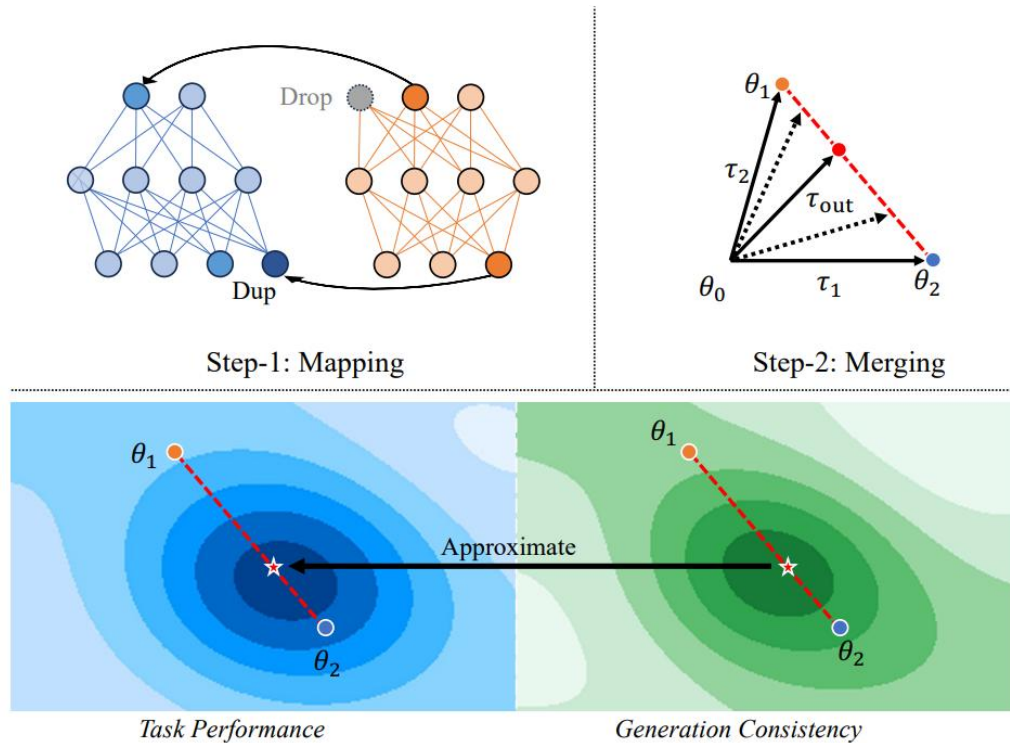 Drop
Dup
Step-1: Mapping
θ₁
τ₂
τₒᵤₜ
θ₀
τ₁
θ₂
Step-2: Merging
θ₁
θ₂
Approximate
θ₁
θ₂
Task Performance
Generation Consistency